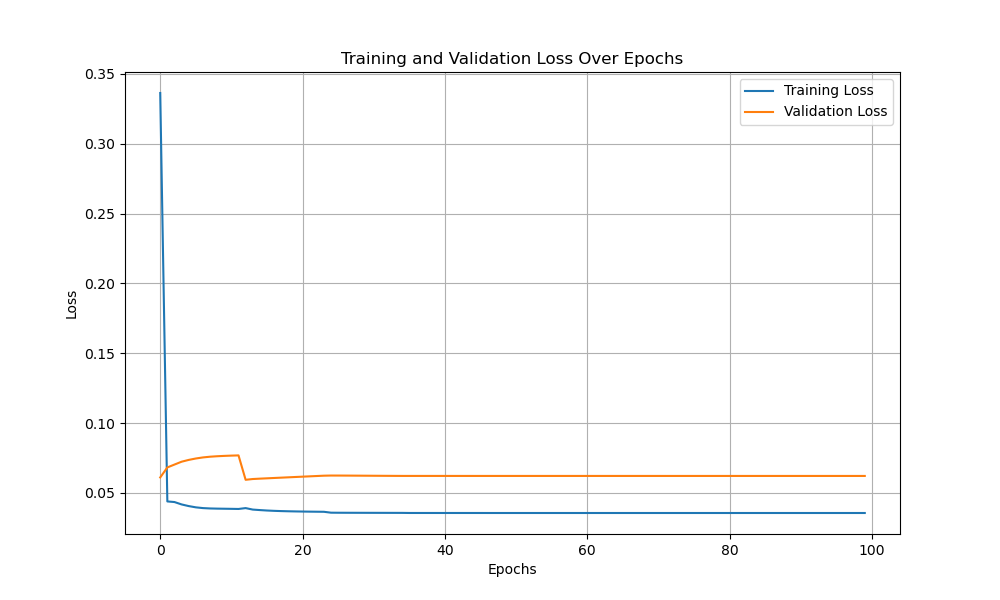 Training and Validation Loss Over Epochs
Training Loss
Validation Loss
0.35
0.30
0.25
0.20
0.15
0.10
0.05
Loss
0 20 40 60 80 100
Epochs